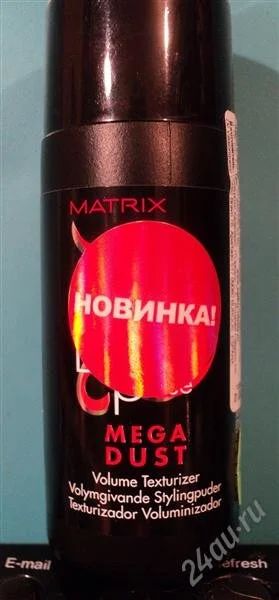 MATRIX
НОВИНКА!
MEGA
DUST
Volume Texturizer
Volymgivande Stylingpuder
Texturizador Voluminizador
E-mail
efresh
24au.ru